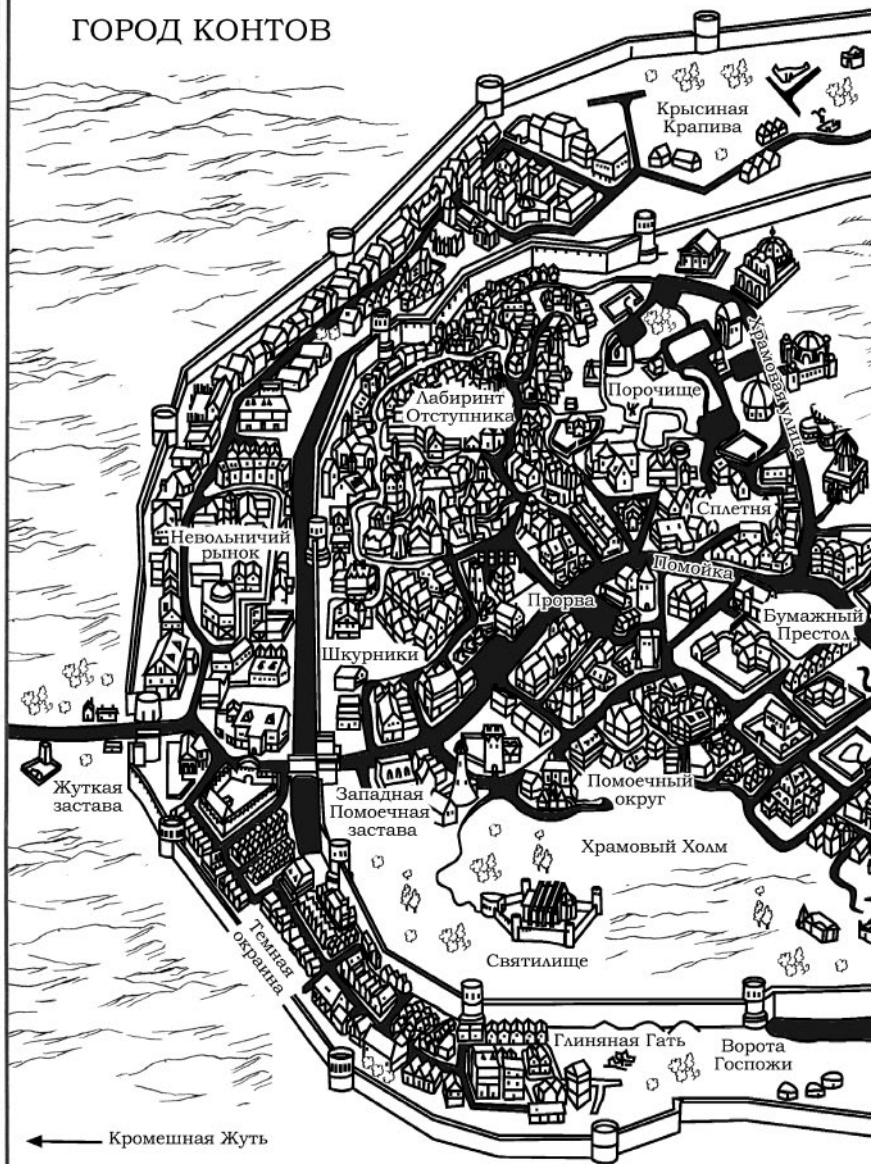 ГОРОД КОНТОВ
Крысиная
Крапива
Храмовая улица
Лабиринт
Отступника
Порочище
Сплетня
Невольничий
рынок
Помойка
Прорва
Бумажный
Престол
Шкурники
Жуткая
застава
Западная
Помоечная
застава
Помоечный
округ
Храмовый Холм
Темная
окраина
Святилище
Глиняная Гать
Ворота
Госпожи
Кромешная Жуть